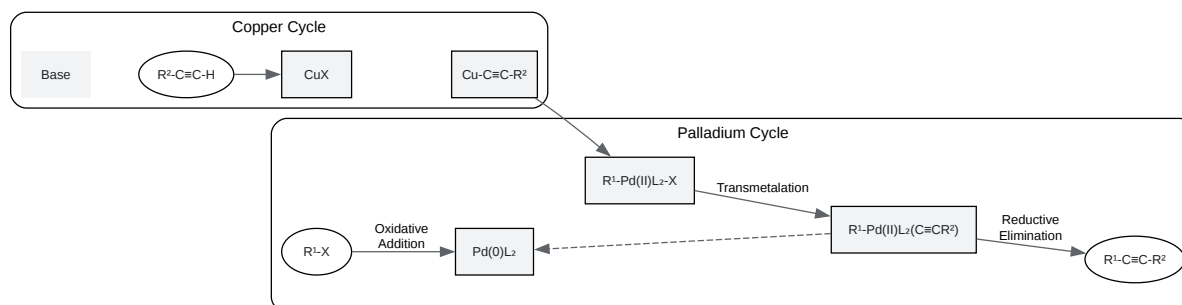 Copper Cycle
Base
R²-C≡C-H
CuX
Cu-C≡C-R²
Palladium Cycle
R¹-Pd(II)L₂-X
Transmetalation
R¹-X
Oxidative
Addition
Pd(0)L₂
R¹-Pd(II)L₂(C≡CR²)
Reductive
Elimination
R¹-C≡C-R²